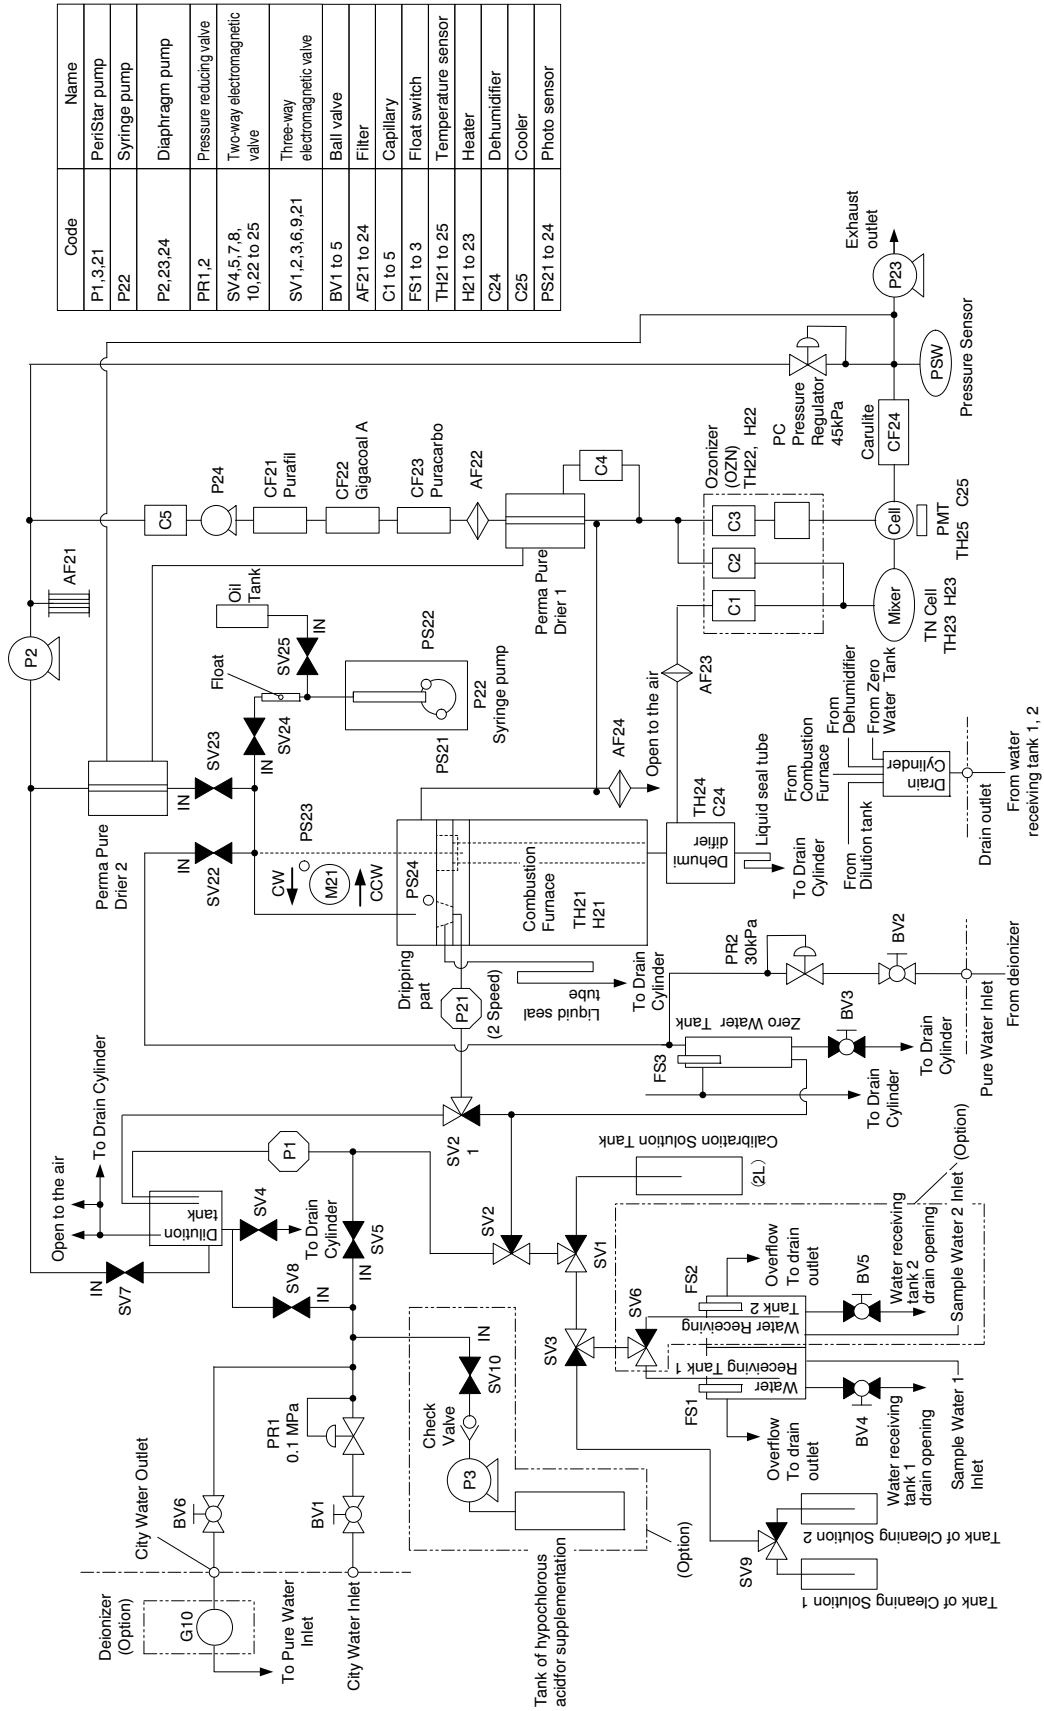 Code
Name
P1,3,21
PeriStar pump
P22
Syringe pump
P2,23,24
Diaphragm pump
PR1,2
Pressure reducing valve
SV4,5,7,8,
10,22 to 25
Two-way electromagnetic
valve
SV1,2,3,6,9,21
Three-way
electromagnetic valve
BV1 to 5
Ball valve
AF21 to 24
Filter
C1 to 5
Capillary
FS1 to 3
Float switch
TH21 to 25
Temperature sensor
H21 to 23
Heater
C24
Dehumidifier
C25
Cooler
PS21 to 24
Photo sensor
Deionizer
(Option)
G10
To Pure Water
Inlet
City Water Outlet
BV6
City Water Inlet
BV1
PR1
0.1 MPa
Tank of hypochlorous
acidfor supplementation
(Option)
P3
Check
Valve
SV10
IN
Open to the air
To Drain Cylinder
IN
SV7
Dilution
tank
SV4
To Drain
Cylinder
SV8
IN
SV5
IN
P1
SV2
1
SV2
SV1
SV3
Calibration Solution Tank
(2L)
SV9
Tank of Cleaning Solution 1
Tank of Cleaning Solution 2
SV6
FS1
FS2
Water
Receiving Tank 1
Water Receiving
Tank 2
Overflow
To drain
outlet
Overflow
To drain
outlet
BV4
BV5
Water receiving
tank 1
drain opening
Water receiving
tank 2
drain opening
Sample Water 1
Inlet
Sample Water 2 Inlet
(Option)
P2
AF21
Perma Pure
Drier 2
IN
SV22
IN
SV23
IN
SV24
Float
SV25
IN
Oil
Tank
PS21
PS22
P22
Syringe pump
PS23
CW
M21
CCW
PS24
Dripping
part
P21
(2 Speed)
Liquid seal
tube
To Drain
Cylinder
Combustion
Furnace
TH21
H21
FS3
Zero Water Tank
To Drain
Cylinder
BV3
To Drain
Cylinder
PR2
30kPa
BV2
Pure Water Inlet
From deionizer
C5
P24
CF21
Purafil
CF22
Gigacoal A
CF23
Puracarbo
AF22
Perma Pure
Drier 1
C4
AF24
Open to the air
TH24
C24
Dehumi
difier
Liquid seal tube
To Drain
Cylinder
AF23
Ozonizer
(OZN)
TH22, H22
C1
C2
C3
Mixer
TN Cell
TH23 H23
Cell
PMT
TH25 C25
Carulite
CF24
PC
Pressure
Regulator
45kPa
PSW
Pressure Sensor
P23
Exhaust
outlet
From
Combustion
Furnace
From
Dehumidifier
From Zero
Water Tank
From
Dilution tank
Drain
Cylinder
Drain outlet
From water
receiving tank 1, 2